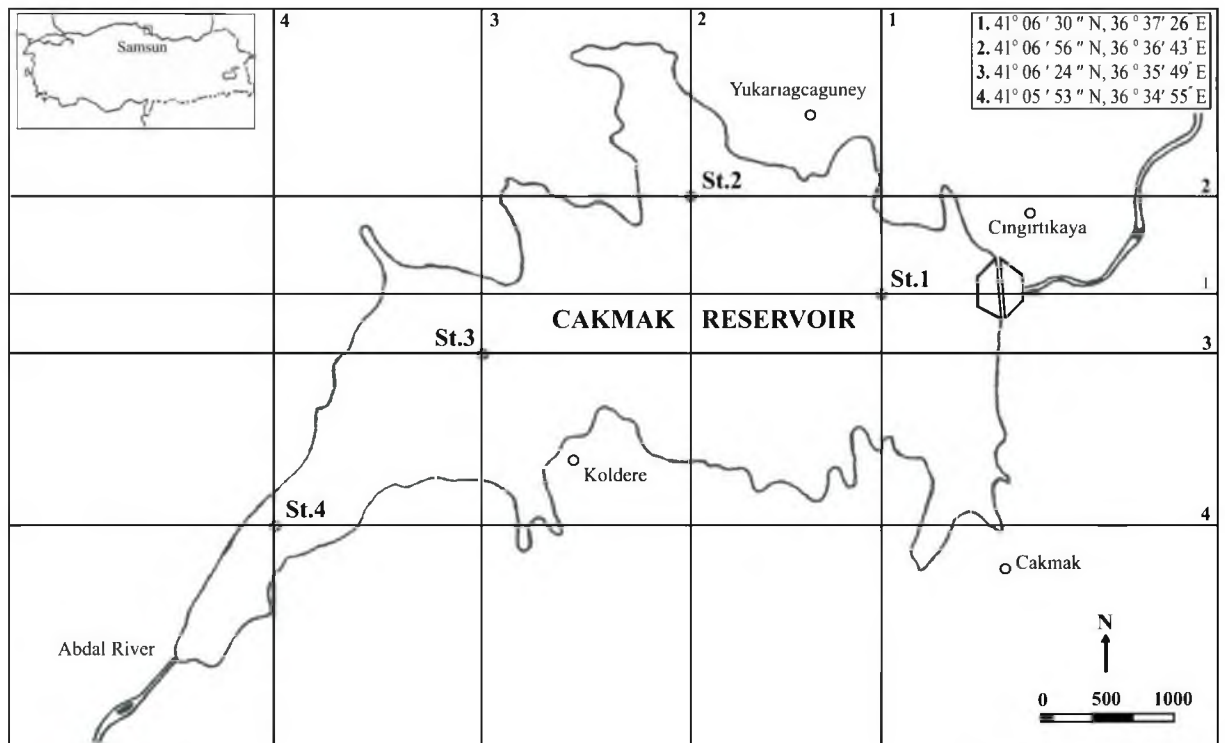 4
3
2
1
Samsun
1. 41° 06 ' 30 " N, 36 ° 37 ' 26" E
2. 41° 06 ' 56 " N, 36 ° 36 ' 43" E
3. 41° 06 ' 24 " N, 36 ° 35 ' 49" E
4. 41° 05 ' 53 " N, 36 ° 34 ' 55" E
Yukarıagcaguney
St.2
2
Cıngırtıkaya
St.1
1
CAKMAK RESERVOIR
St.3
3
Koldere
St.4
4
Cakmak
Abdal River
N
0 500 1000